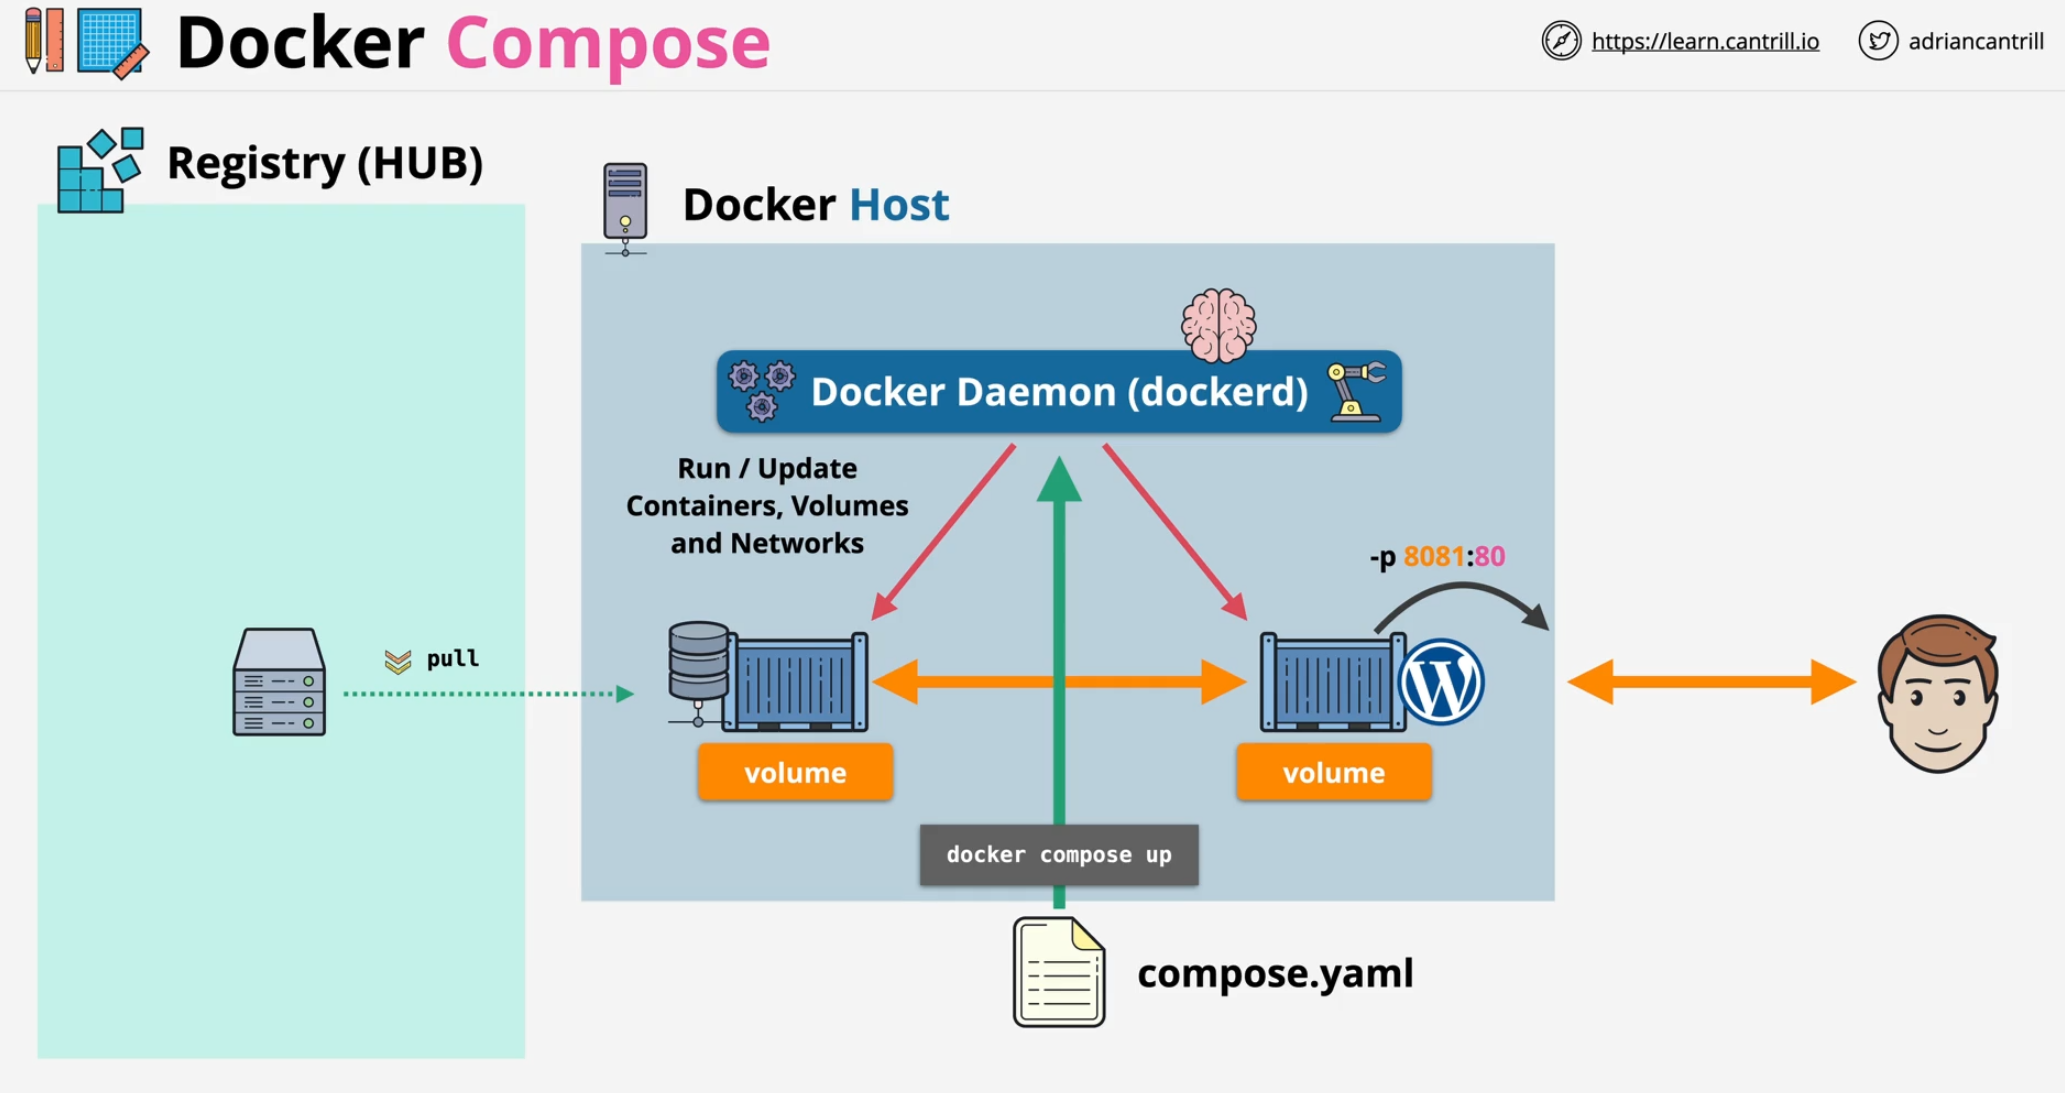 Docker Compose
https://learn.cantrill.io
adriancantrill
Registry (HUB)
Docker Host
Docker Daemon (dockerd)
Run / Update
Containers, Volumes
and Networks
-p 8081:80
pull
volume
volume
docker compose up
compose.yaml